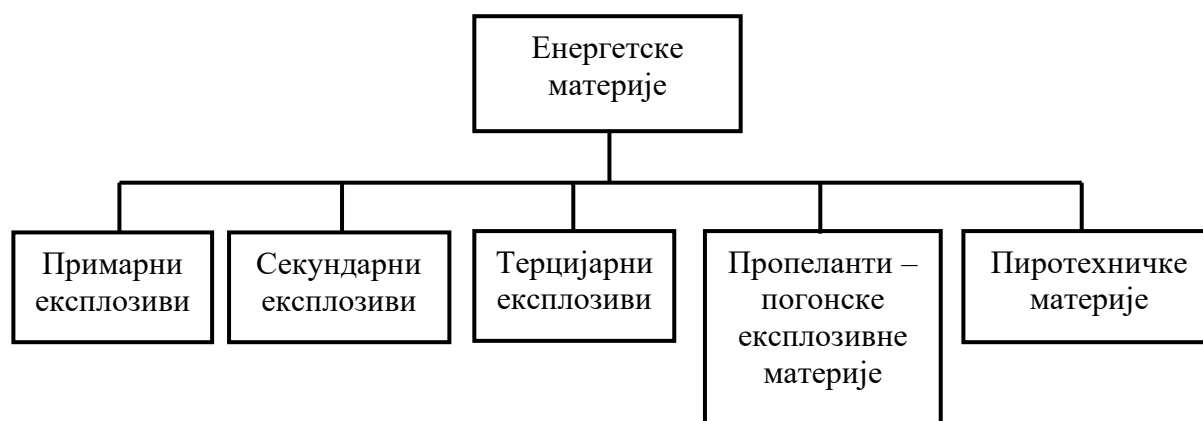 Енергетске
материје
Примарни
експлозиви
Секундарни
експлозиви
Терцијарни
експлозиви
Пропеланти –
погонске
експлозивне
материје
Пиротехничке
материје